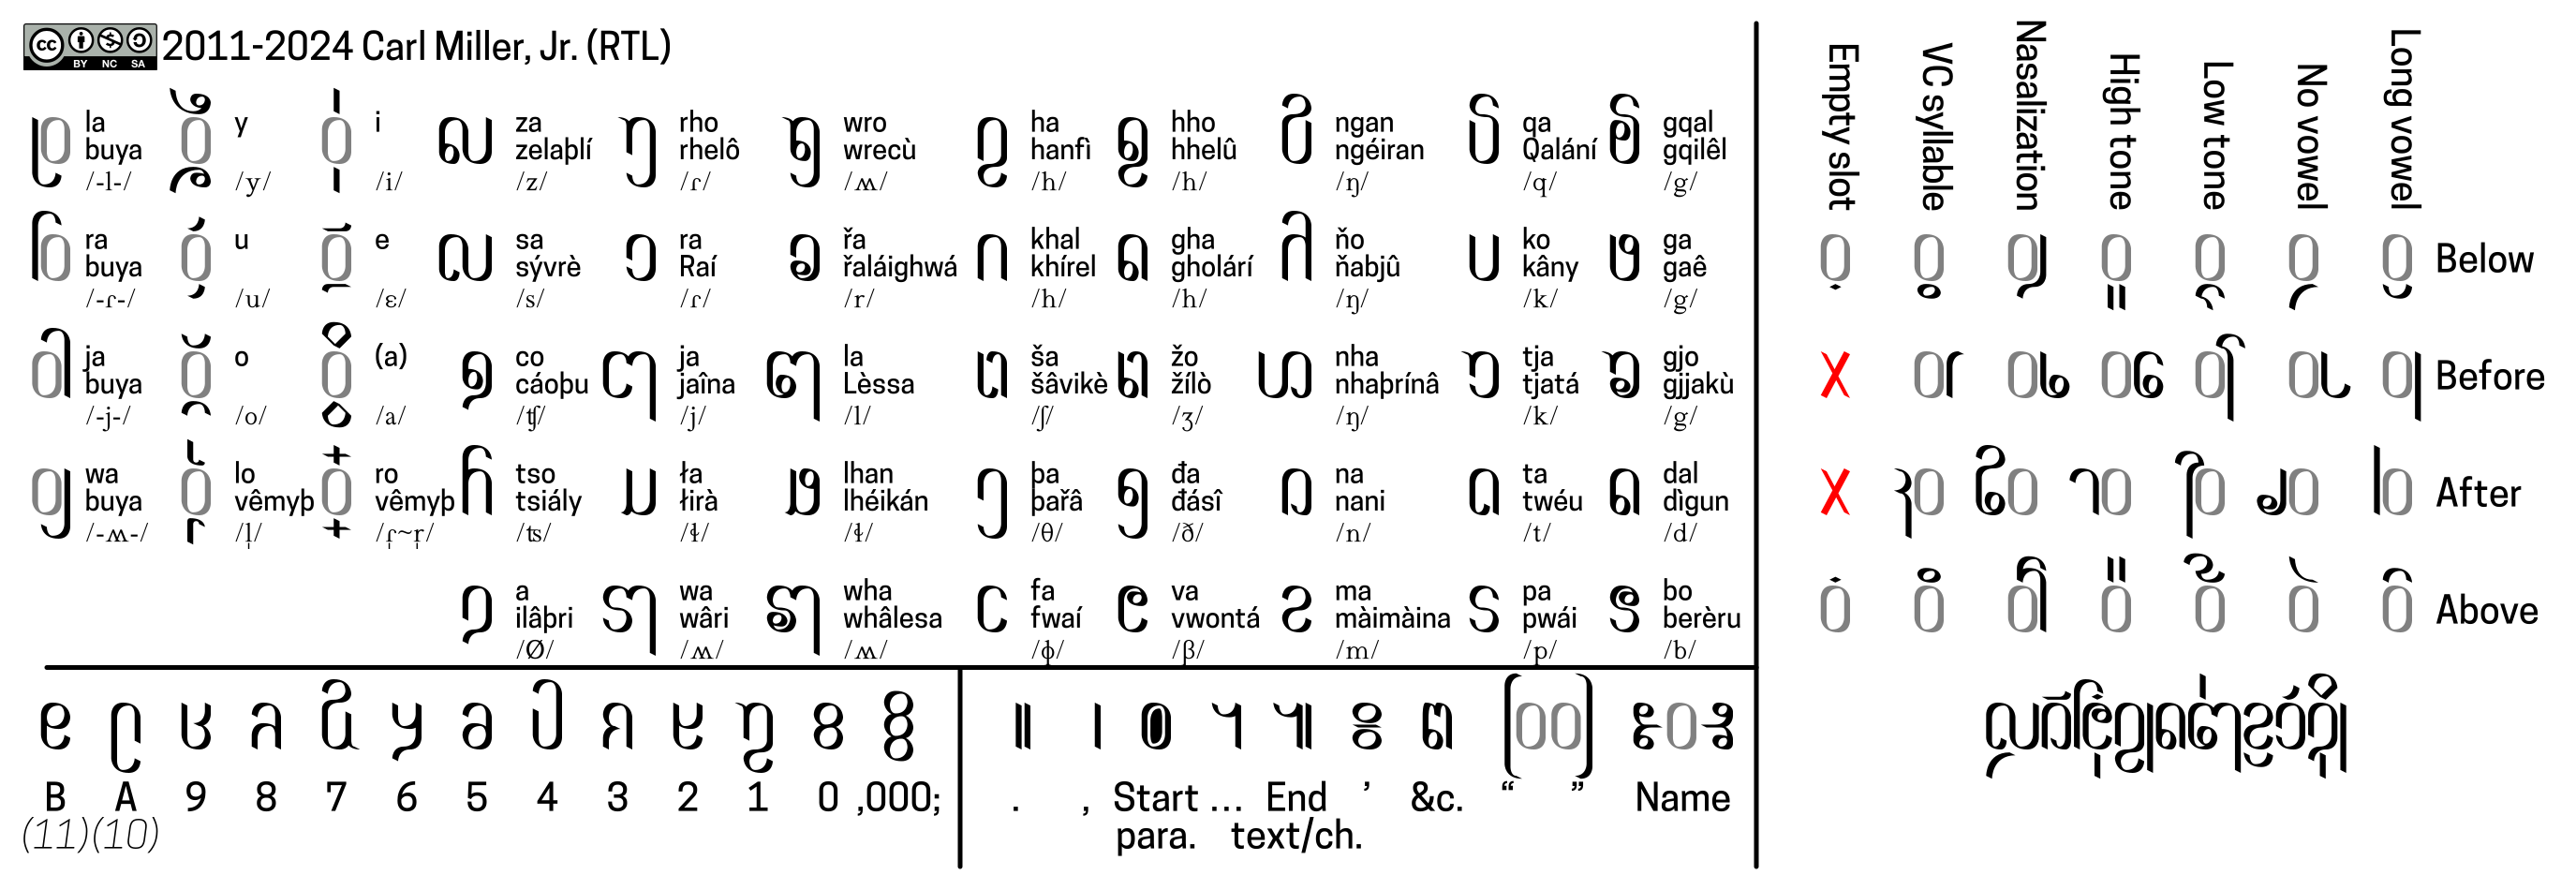 cc BY NC SA 2011-2024 Carl Miller, Jr. (RTL)
la y i za rho wro ha hho ngan qa gqal
buya zelaþlí rhelô wrecù hanfì hhelû ngéiran Qalání gqilêl
/-l-/ /y/ /i/ /z/ /ɾ/ /ʍ/ /h/ /h/ /ŋ/ /q/ /g/
ra u e sa ra řa khal gha ňo ko ga
buya sývrè Raí řaláighwá khírel gholárí ňabjû kâny gaê
/-ɾ-/ /u/ /ɛ/ /s/ /ɾ/ /r/ /h/ /h/ /ŋ/ /k/ /g/
ja o (a) co ja la ša žo nha tja gjo
buya cáoþu jaîna Lèssa šâvikè žílò nhaþrínâ tjatá gjjakù
/-j-/ /o/ /a/ /ʧ/ /j/ /l/ /ʃ/ /ʒ/ /ŋ/ /k/ /g/
wa lo ro tso ła lhan þa đa na ta dal
buya vêmyþ vêmyþ tsiály łirà lhéikán þařâ đásî nani twéu dìgun
/-ʍ-/ /l̩/ /ɾ̩~r̩/ /ʦ/ /ɬ/ /ɬ/ /θ/ /ð/ /n/ /t/ /d/
a wa wha fa va ma pa bo
ilâþri wâri whâlesa fwaí vwontá màimàina pwái berèru
/Ø/ /ʍ/ /ʍ/ /ɸ/ /β/ /m/ /p/ /b/
B A 9 8 7 6 5 4 3 2 1 0 ,000;
(11) (10)
. , Start ... End ’ &c. “ ” Name
para. text/ch.
Empty slot
VC syllable
Nasalization
High tone
Low tone
No vowel
Long vowel
Below
Before
After
Above